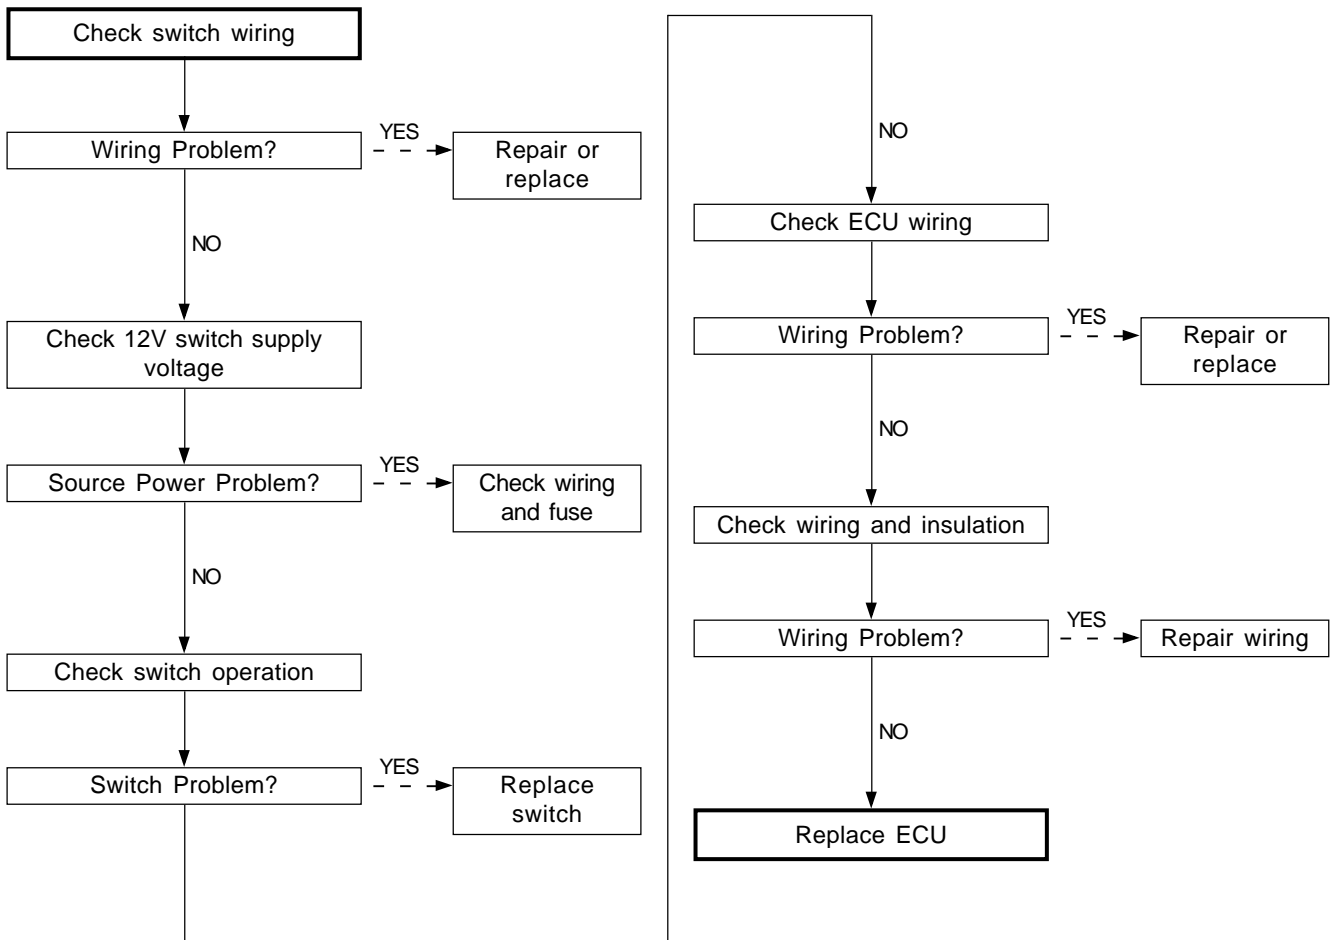 Check switch wiring
Wiring Problem?
YES
Repair or
replace
NO
Check 12V switch supply
voltage
Source Power Problem?
YES
Check wiring
and fuse
NO
Check switch operation
Switch Problem?
YES
Replace
switch
NO
Check ECU wiring
Wiring Problem?
YES
Repair or
replace
NO
Check wiring and insulation
Wiring Problem?
YES
Repair wiring
NO
Replace ECU